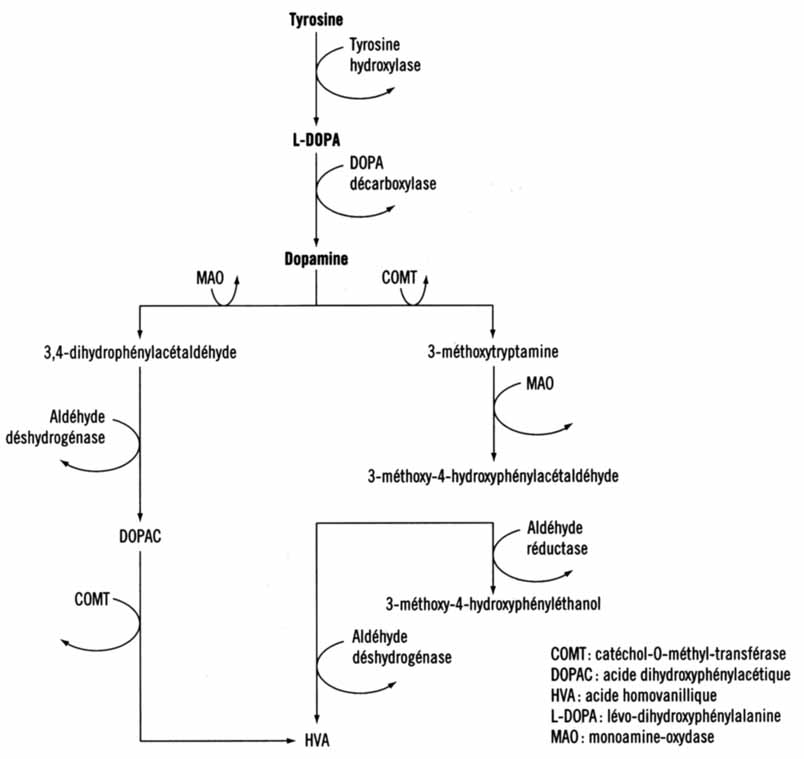 Tyrosine
Tyrosine
hydroxylase
L-DOPA
DOPA
décarboxylase
Dopamine
MAO
COMT
3,4-dihydrophénylacétaldéhyde
3-méthoxytryptamine
Aldéhyde
déshydrogénase
MAO
3-méthoxy-4-hydroxyphénylacétaldéhyde
DOPAC
Aldéhyde
réductase
3-méthoxy-4-hydroxyphényléthanol
COMT
Aldéhyde
déshydrogénase
HVA
COMT : catéchol-O-méthyl-transférase
DOPAC : acide dihydroxyphénylacétique
HVA : acide homovanillique
L-DOPA : lévo-dihydroxyphénylalanine
MAO : monoamine-oxydase